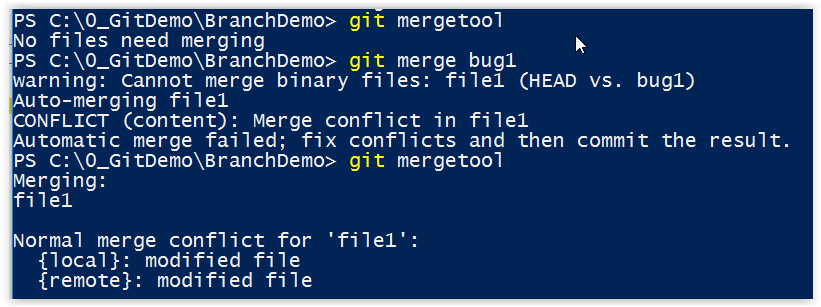 PS C:\0_GitDemo\BranchDemo> git mergetool
No files need merging
PS C:\0_GitDemo\BranchDemo> git merge bug1
warning: Cannot merge binary files: file1 (HEAD vs. bug1)
Auto-merging file1
CONFLICT (content): Merge conflict in file1
Automatic merge failed; fix conflicts and then commit the result.
PS C:\0_GitDemo\BranchDemo> git mergetool
Merging:
file1
Normal merge conflict for 'file1':
{local}: modified file
{remote}: modified file